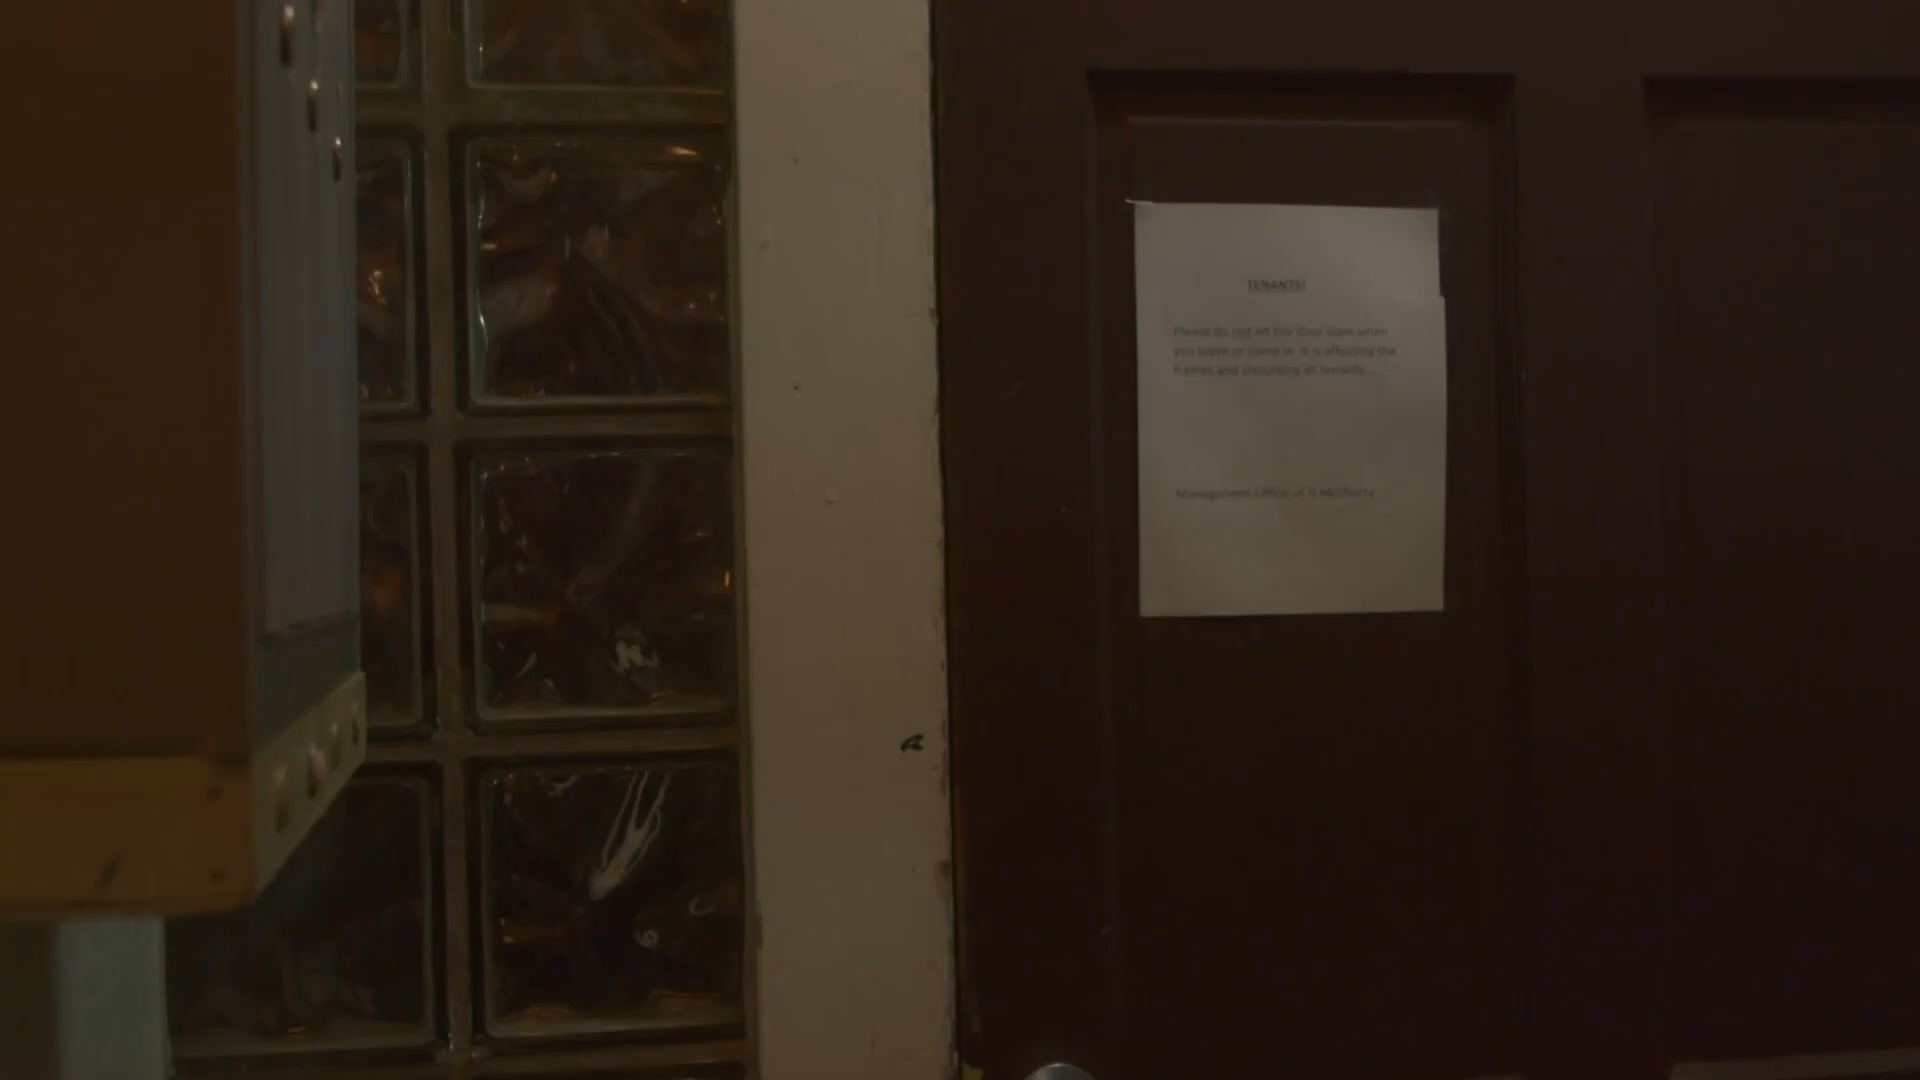 TENANTS!
Please do not let the door slam when
you leave or come in. It is affecting the
frames and disturbing all tenants.
Management Office of